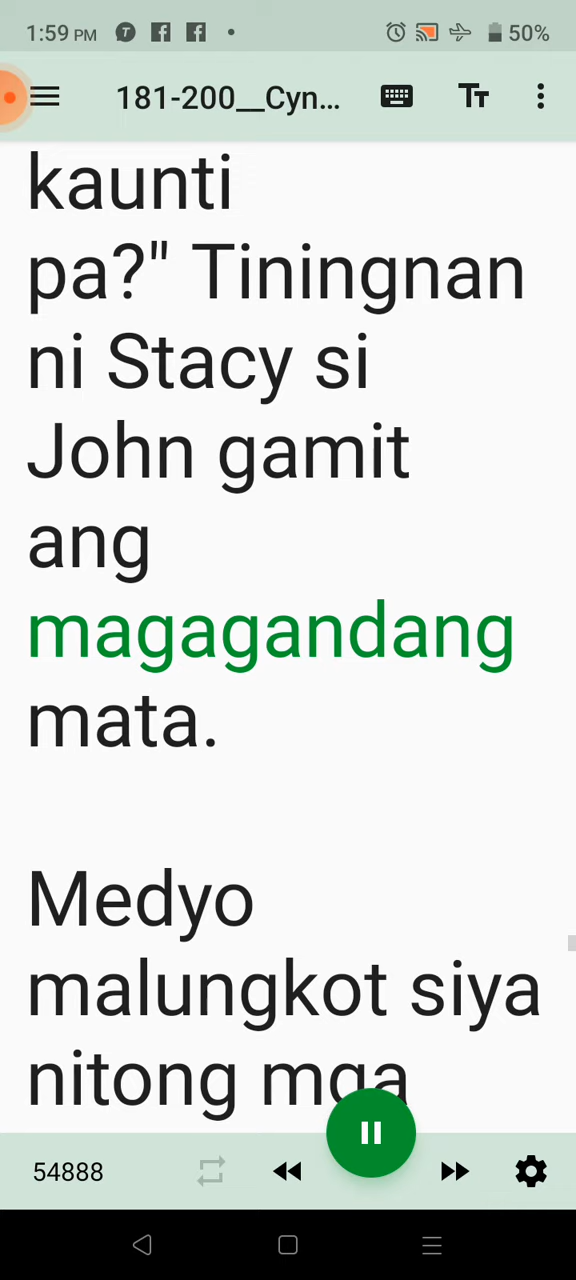 1:59 PM
50%
181-200__Cyn...
Tт
kaunti
pa?" Tiningnan
ni Stacy si
John gamit
ang
magagandang
mata.
Medyo
malungkot siya
nitong mga
54888